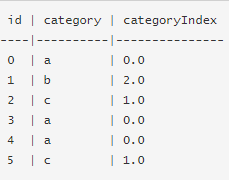 id | category | categoryIndex
----|----------|---------------
0 | a | 0.0
1 | b | 2.0
2 | c | 1.0
3 | a | 0.0
4 | a | 0.0
5 | c | 1.0